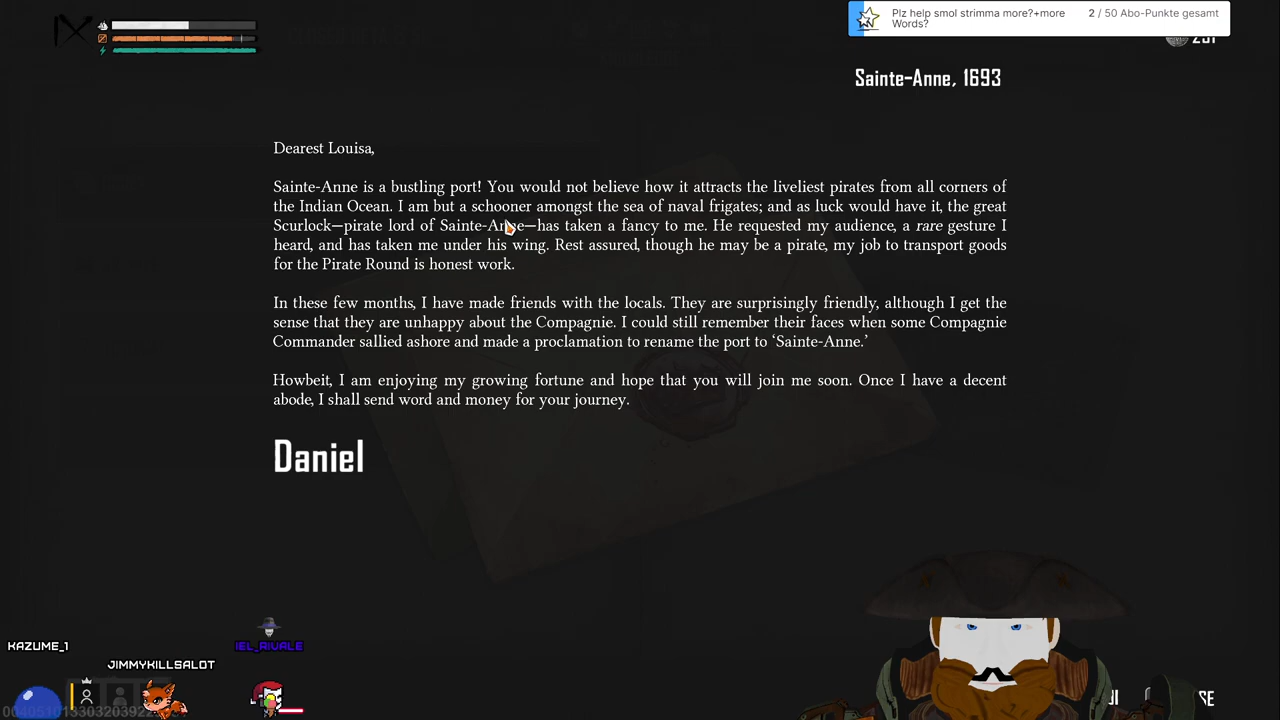 Plz help smol strimma more?+more
Words?
2 / 50 Abo-Punkte gesamt
Sainte-Anne, 1693
Dearest Louisa,
Sainte-Anne is a bustling port! You would not believe how it attracts the liveliest pirates from all corners of
the Indian Ocean. I am but a schooner amongst the sea of naval frigates; and as luck would have it, the great
Scurlock—pirate lord of Sainte-Anne—has taken a fancy to me. He requested my audience, a rare gesture I
heard, and has taken me under his wing. Rest assured, though he may be a pirate, my job to transport goods
for the Pirate Round is honest work.
In these few months, I have made friends with the locals. They are surprisingly friendly, although I get the
sense that they are unhappy about the Compagnie. I could still remember their faces when some Compagnie
Commander sallied ashore and made a proclamation to rename the port to ‘Sainte-Anne.’
Howbeit, I am enjoying my growing fortune and hope that you will join me soon. Once I have a decent
abode, I shall send word and money for your journey.
Daniel
KAZUME_1
IEL_RIVALE
JIMMYKILLSALOT